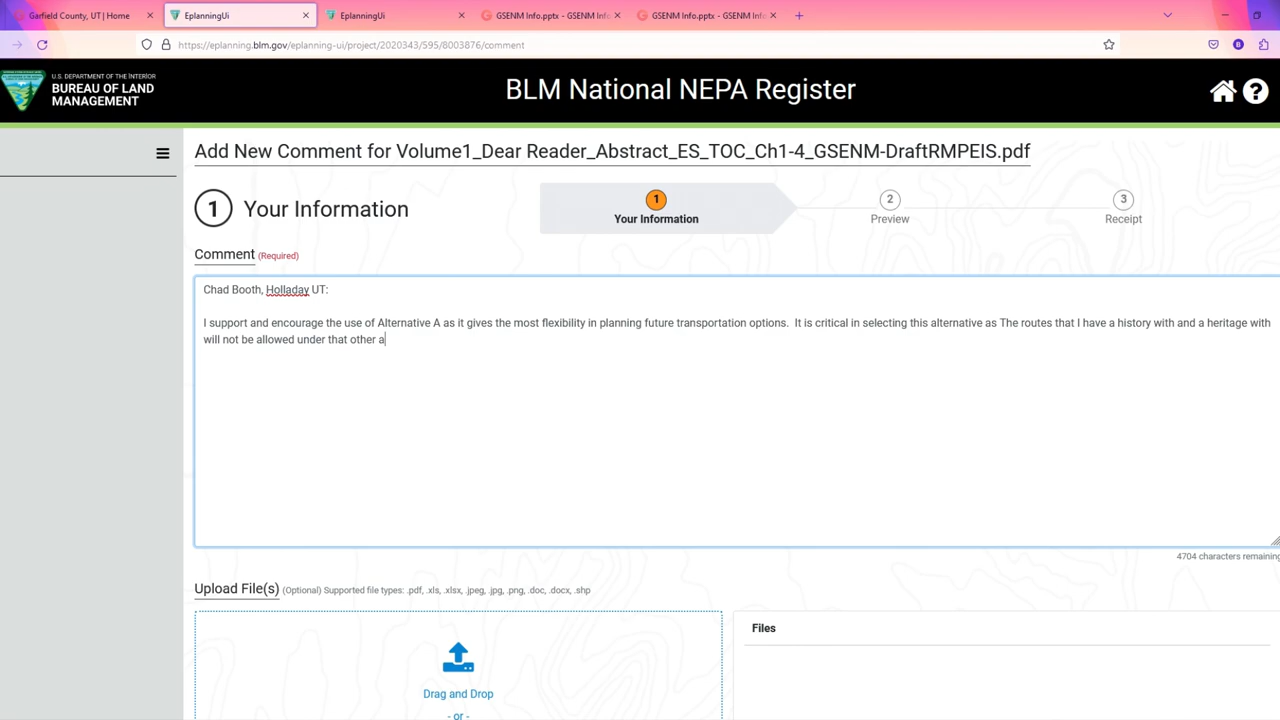 Garfield County, UT | Home
EplanningUi
EplanningUi
GSENM Info.pptx - GSENM Info
GSENM Info.pptx - GSENM Info
https://eplanning.blm.gov/eplanning-ui/project/2020343/595/8003876/comment
U.S. DEPARTMENT OF THE INTERIOR
BUREAU OF LAND
MANAGEMENT
BLM National NEPA Register
Add New Comment for Volume1_Dear Reader_Abstract_ES_TOC_Ch1-4_GSENM-DraftRMPEIS.pdf
1 Your Information
1
Your Information
2
Preview
3
Receipt
Comment (Required)
Chad Booth, Holladay UT:
I support and encourage the use of Alternative A as it gives the most flexibility in planning future transportation options. It is critical in selecting this alternative as The routes that I have a history with and a heritage with
will not be allowed under that other a
4704 characters remaining
Upload File(s) (Optional) Supported file types: .pdf, .xls, .xlsx, .jpeg, .jpg, .png, .doc, .docx, .shp
Drag and Drop
- or -
Files